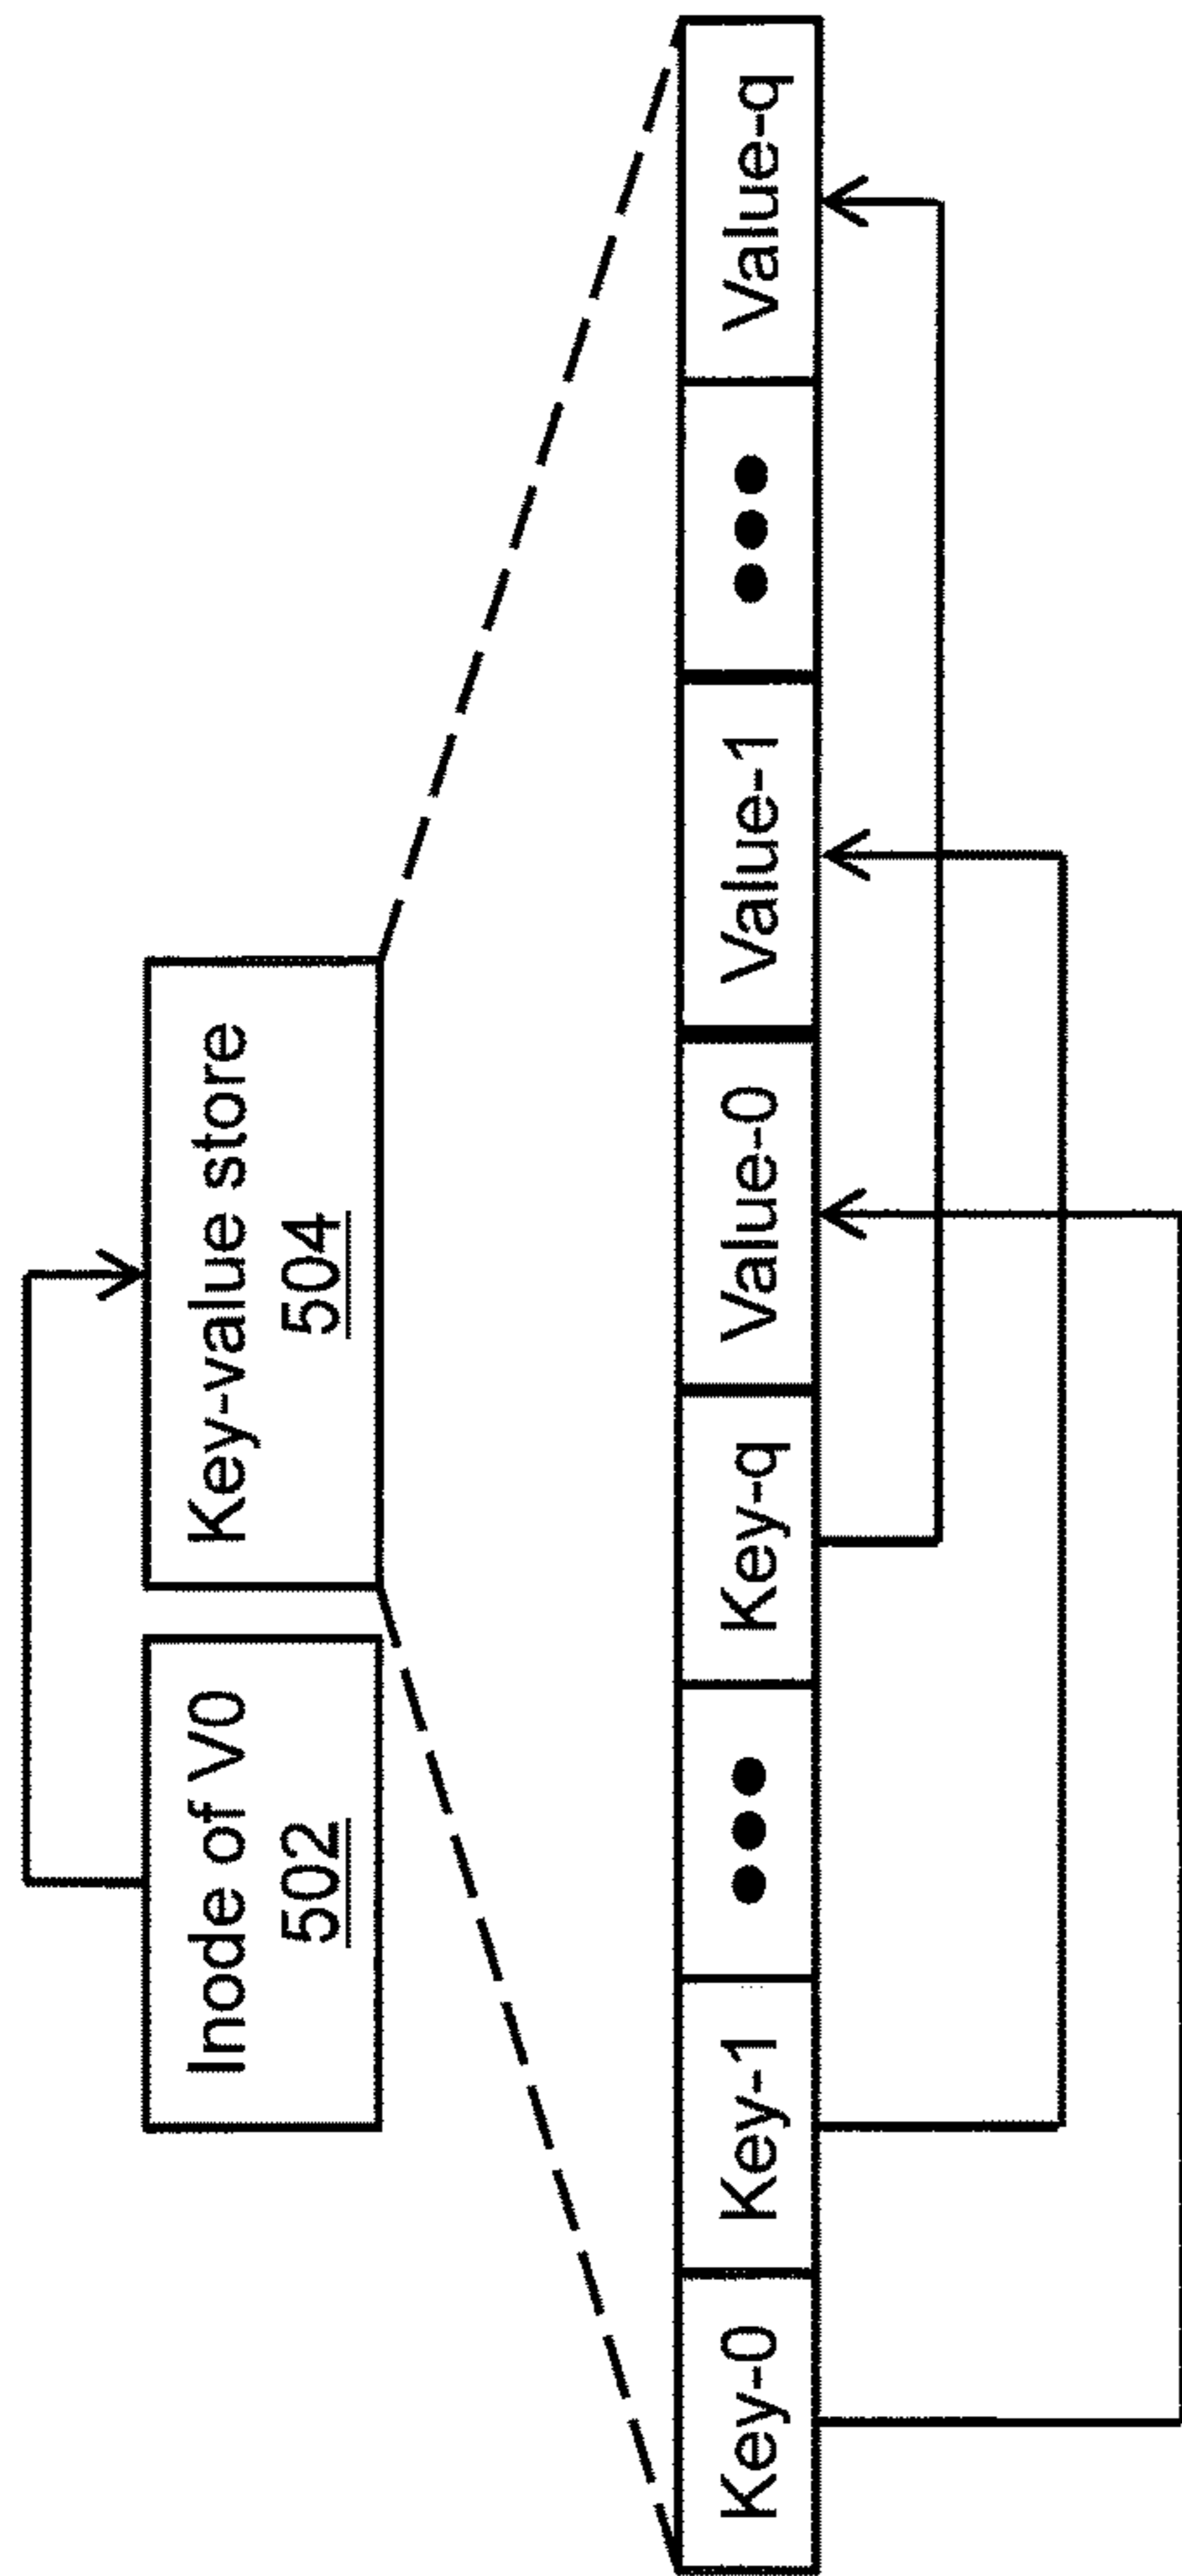 Inode of V0
502
Key-value store
504
Key-0
Key-1
•••
Key-q
Value-0
Value-1
•••
Value-q